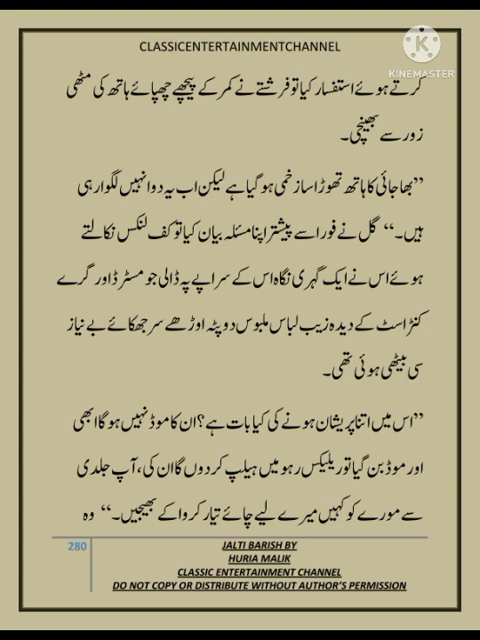 CLASSICENTERTAINMENTCHANNEL
KINEMASTER
کرتے ہوئے استفسار کیا تو فرشتے نے کمر کے پیچھے چھپائے ہاتھ کی مٹھی
زور سے بھینچی۔
”بھاجائی کا ہاتھ تھوڑا سا زخمی ہو گیا ہے لیکن اب یہ دوا نہیں لگوا رہی
ہیں۔“ گل نے فورا سے پیشتر اپنا مسئلہ بیان کیا تو کف لنکس نکالتے
ہوئے اس نے ایک گہری نگاہ اس کے سراپے پہ ڈالی جو مسٹرڈ اور گرے
کنٹراسٹ کے دیدہ زیب لباس ملبوس دوپٹہ اوڑھے سر جھکائے بے نیاز
سی بیٹھی ہوئی تھی۔
”اس میں اتنا پریشان ہونے کی کیا بات ہے؟ ان کا موڈ نہیں ہو گا ابھی
اور موڈ بن گیا تو ریلیکس رہو میں ہیلپ کر دوں گا ان کی، آپ جلدی
سے مورے کو کہیں میرے لیے چائے تیار کروا کے بھیجیں۔“ وہ
280
JALTI BARISH BY
HURIA MALIK
CLASSIC ENTERTAINMENT CHANNEL
DO NOT COPY OR DISTRIBUTE WITHOUT AUTHOR'S PERMISSION